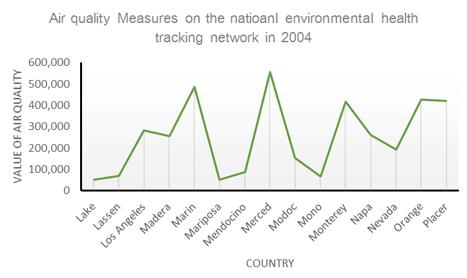 Air quality Measures on the natioanl environmental health
tracking network in 2004
VALUE OF AIR QUALITY
600,000
500,000
400,000
300,000
200,000
100,000
0
Lake
Lassen
Los Angeles
Madera
Marin
Mariposa
Mendocino
Merced
Modoc
Mono
Monterey
Napa
Nevada
Orange
Placer
COUNTRY